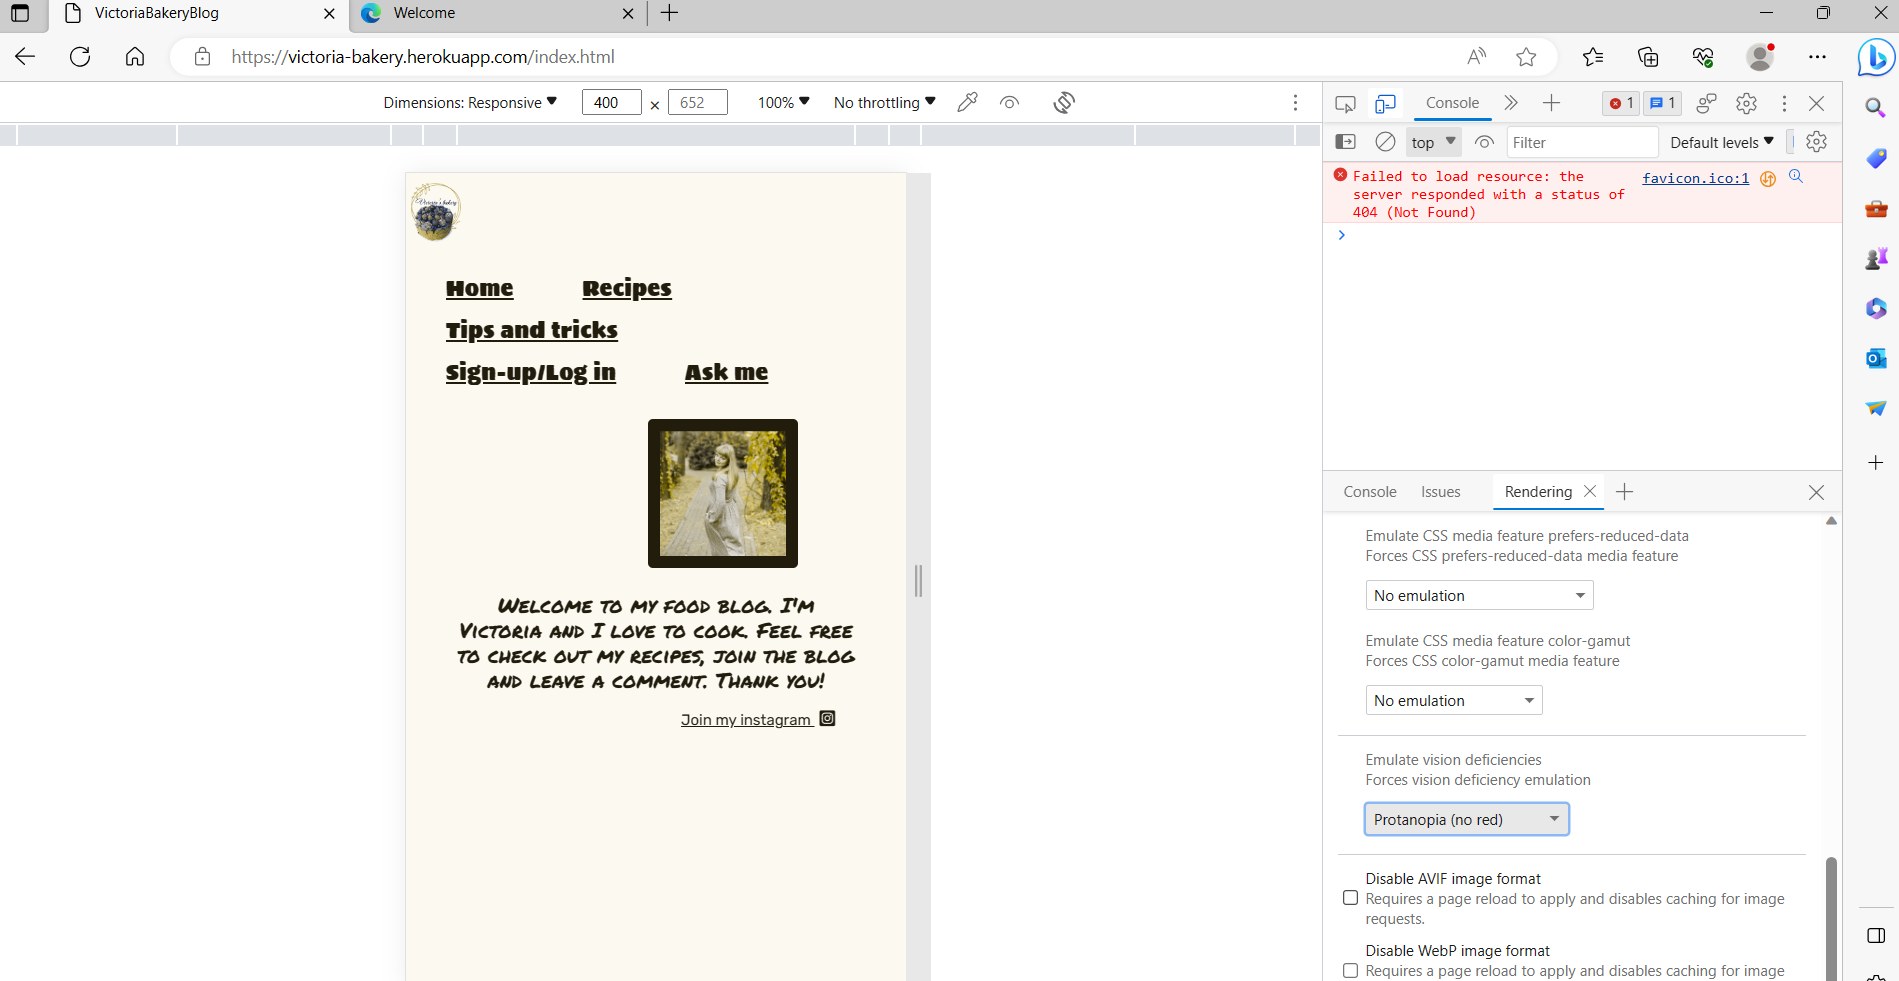 VictoriaBakeryBlog
Welcome
https://victoria-bakery.herokuapp.com/index.html
Dimensions: Responsive 400 × 652 100% No throttling
Console 1 1
top Filter Default levels
Failed to load resource: the favicon.ico:1
server responded with a status of
404 (Not Found)
Victoria's bakery
Home Recipes
Tips and tricks
Sign-up/Log in Ask me
Welcome to my food blog. I'm
Victoria and I love to cook. Feel free
to check out my recipes, join the blog
and leave a comment. Thank you!
Join my instagram
Console Issues Rendering
Emulate CSS media feature prefers-reduced-data
Forces CSS prefers-reduced-data media feature
No emulation
Emulate CSS media feature color-gamut
Forces CSS color-gamut media feature
No emulation
Emulate vision deficiencies
Forces vision deficiency emulation
Protanopia (no red)
Disable AVIF image format
Requires a page reload to apply and disables caching for image
requests.
Disable WebP image format
Requires a page reload to apply and disables caching for image